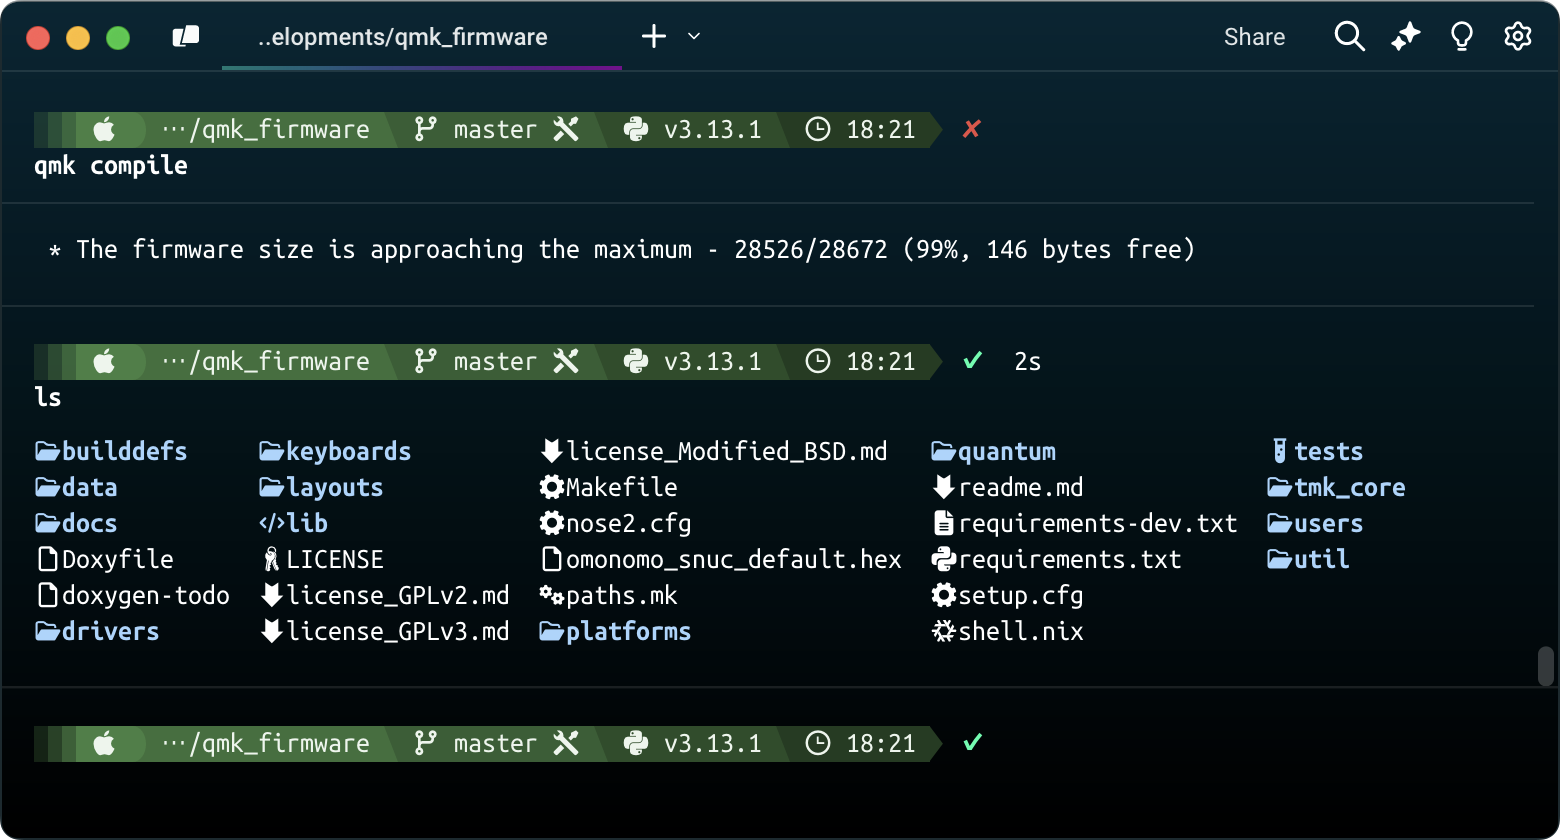 ..elopments/qmk_firmware Share
…/qmk_firmware master v3.13.1 18:21 ✗
qmk compile
* The firmware size is approaching the maximum - 28526/28672 (99%, 146 bytes free)
…/qmk_firmware master v3.13.1 18:21 ✓ 2s
ls
builddefs keyboards license_Modified_BSD.md quantum tests
data layouts Makefile readme.md tmk_core
docs lib nose2.cfg requirements-dev.txt users
Doxyfile LICENSE omonomo_snuc_default.hex requirements.txt util
doxygen-todo license_GPLv2.md paths.mk setup.cfg
drivers license_GPLv3.md platforms shell.nix
…/qmk_firmware master v3.13.1 18:21 ✓